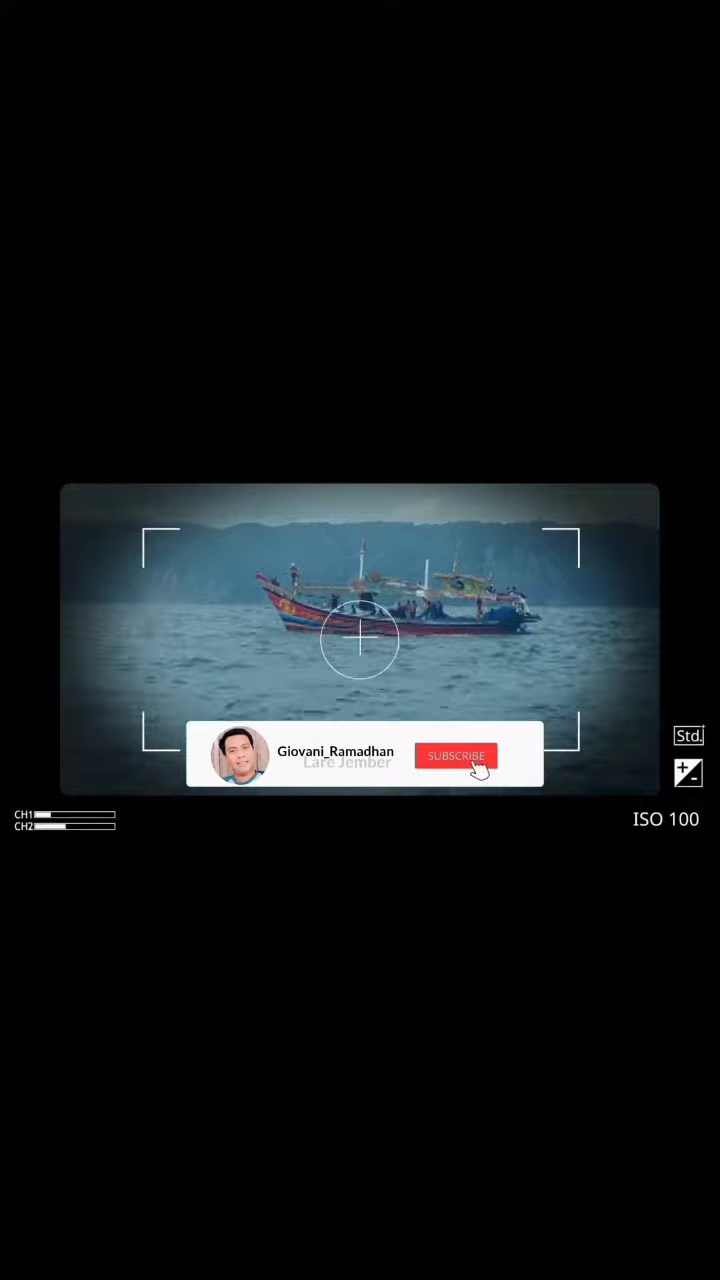 Giovani_Ramadhan
Lare Jember
SUBSCRIBE
Std.
CH1
CH2
ISO 100